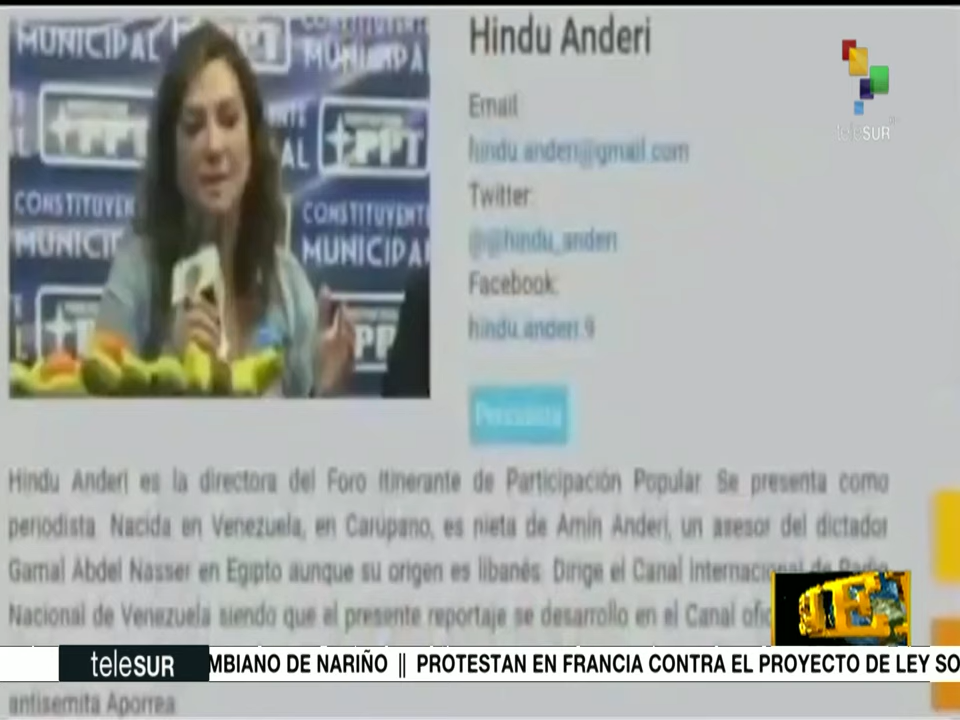 MUNICIPAL
PPT
CONSTITUYENTE
MUNICIPAL
PPT
CONSTITUYENTE
MUNICIPAL
Hindu Anderi
Email
hindu.anderi@gmail.com
Twitter:
@@hindu_anderi
Facebook:
hindu.anderi.9
Periodista
teleSUR
Hindu Anderi es la directora del Foro Itinerante de Participación Popular. Se presenta como
periodista. Nacida en Venezuela, en Carúpano, es nieta de Amín Anderi, un asesor del dictador
Gamal Abdel Nasser en Egipto aunque su origen es libanés. Dirige el Canal Internacional de Radio
Nacional de Venezuela siendo que el presente reportaje se desarrollo en el Canal
teleSUR
MBIANO DE NARIÑO || PROTESTAN EN FRANCIA CONTRA EL PROYECTO DE LEY SO
antisemita Aporrea